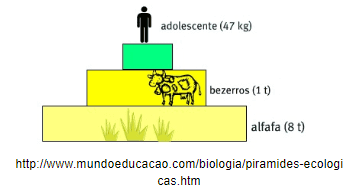 adolescente (47 kg)
bezerros (1 t)
alfafa (8 t)
http://www.mundoeducacao.com/biologia/piramides-ecologi
cas.htm